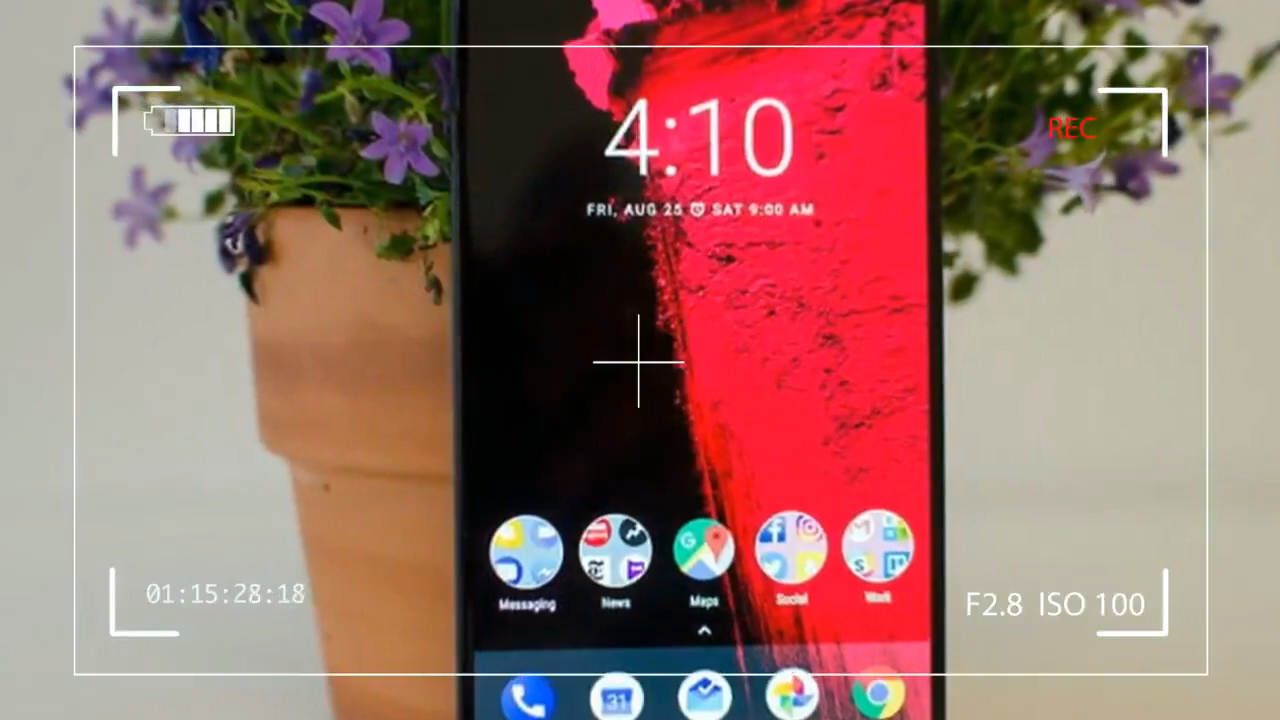 4:10
REC
FRI, AUG 25 SAT 9:00 AM
G
Messaging
News
Maps
Social
Work
01:15:28:18
F2.8 ISO 100
31